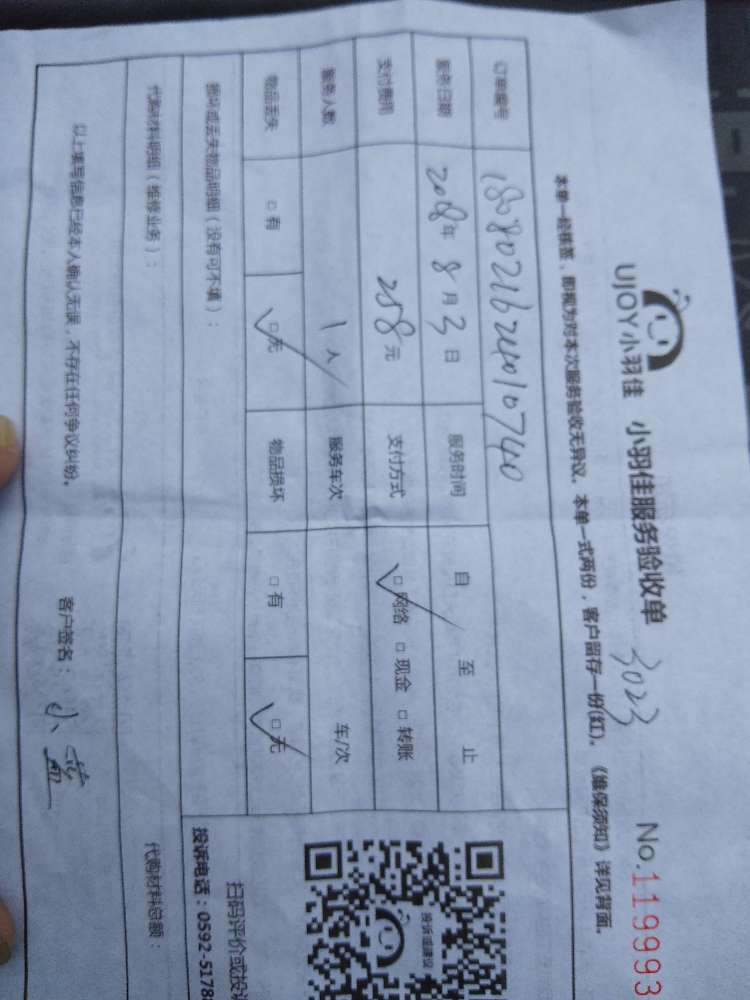 UJOY小羽佳 小羽佳服务验收单 3023 No.119993
本单一经核签，即视为对本次服务验收无异议。本单一式两份，客户留存一份(红)。《维保须知》详见背面。
订单编号 1808021624010740
服务日期 2018年 8月 3日 服务时间 自 至 止
支付费用 258元 支付方式 □网络 □现金 □转账
服务人数 1人 服务车次 车/次
物品丢失 □有 □无 物品损坏 □有 □无
损坏或丢失物品明细（没有可不填）：
代购材料明细（维修业务）： 代购材料总额：
以上填写信息已经本人确认无误，不存在任何争议纠纷。 客户签名： 小
投诉或建议
扫码评价或投
投诉电话：0592-5178